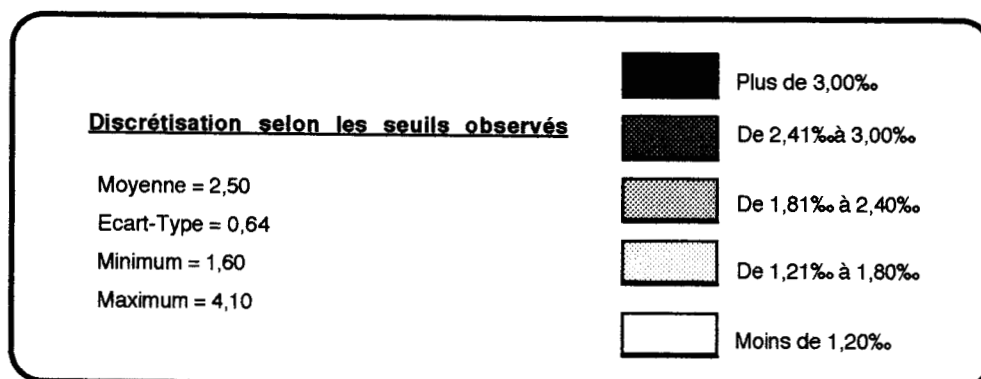 Discrétisation selon les seuils observés
Moyenne = 2,50
Ecart-Type = 0,64
Minimum = 1,60
Maximum = 4,10
Plus de 3,00‰
De 2,41‰à 3,00‰
De 1,81‰ à 2,40‰
De 1,21‰ à 1,80‰
Moins de 1,20‰